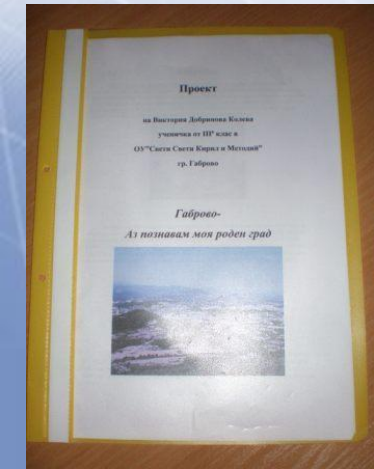 Проект
на Виктория Добринова Колева
ученичка от III клас в
ОУ"Свети Свети Кирил и Методий"
гр. Габрово
Габрово-
Аз познавам моя роден град